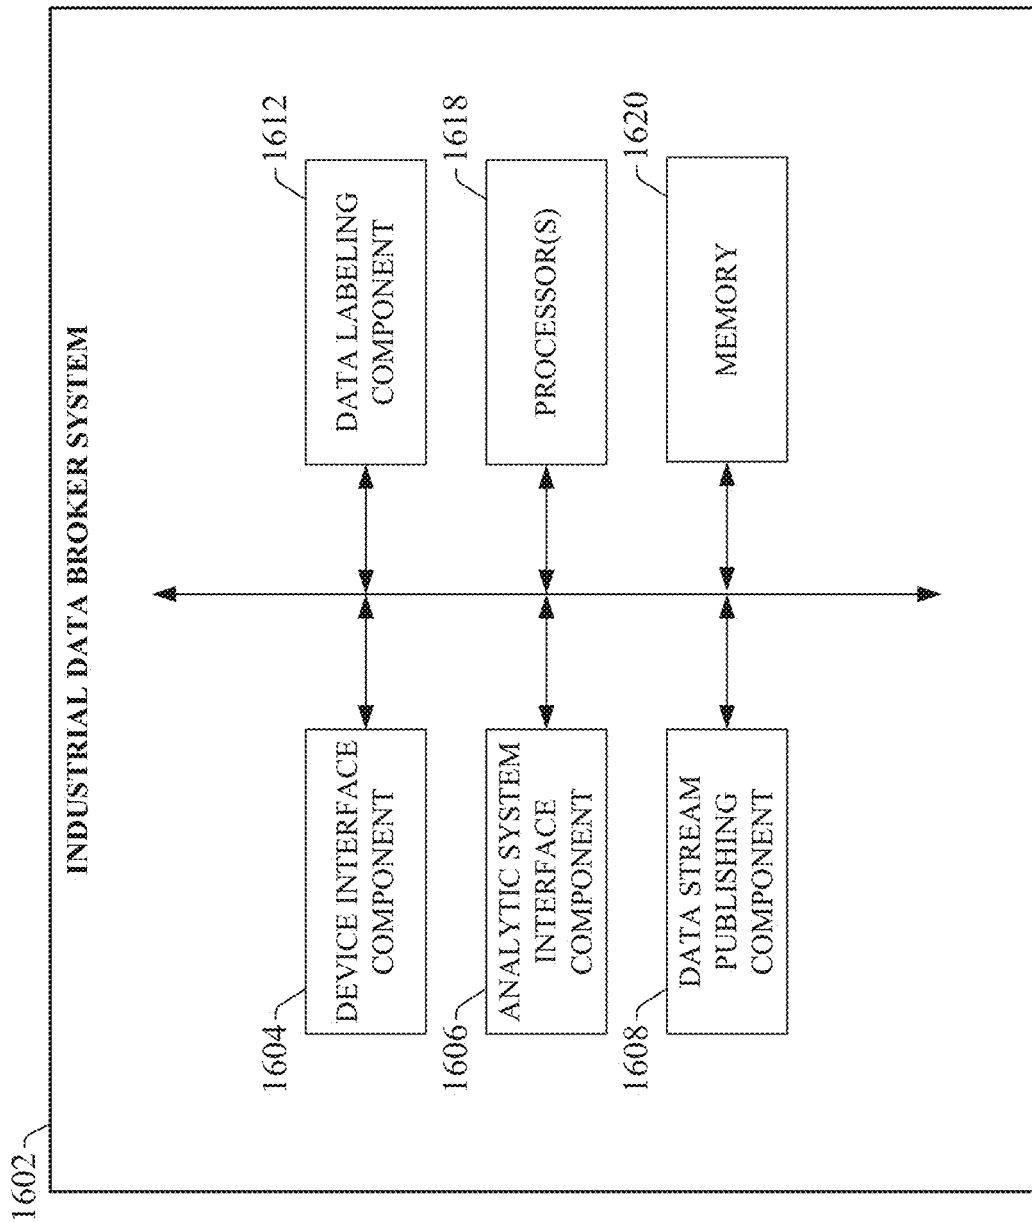 1602
INDUSTRIAL DATA BROKER SYSTEM
1604
DEVICE INTERFACE
COMPONENT
1606
ANALYTIC SYSTEM
INTERFACE
COMPONENT
1608
DATA STREAM
PUBLISHING
COMPONENT
1612
DATA LABELING
COMPONENT
1618
PROCESSOR(S)
1620
MEMORY